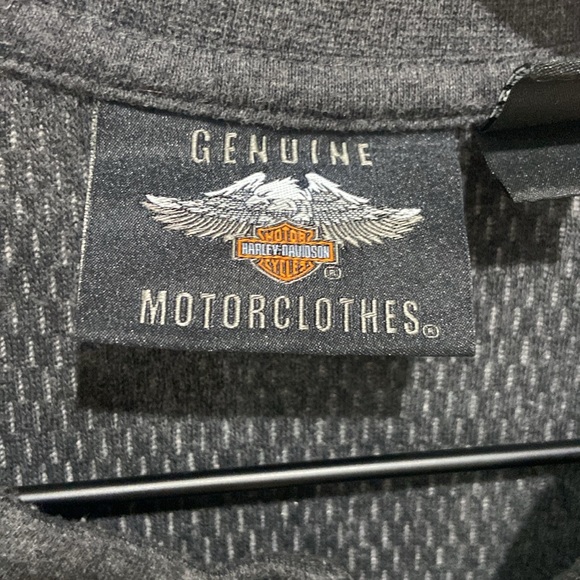 GENUINE
MOTOR
HARLEY-DAVIDSON
CYCLES
®
MOTORCLOTHES®